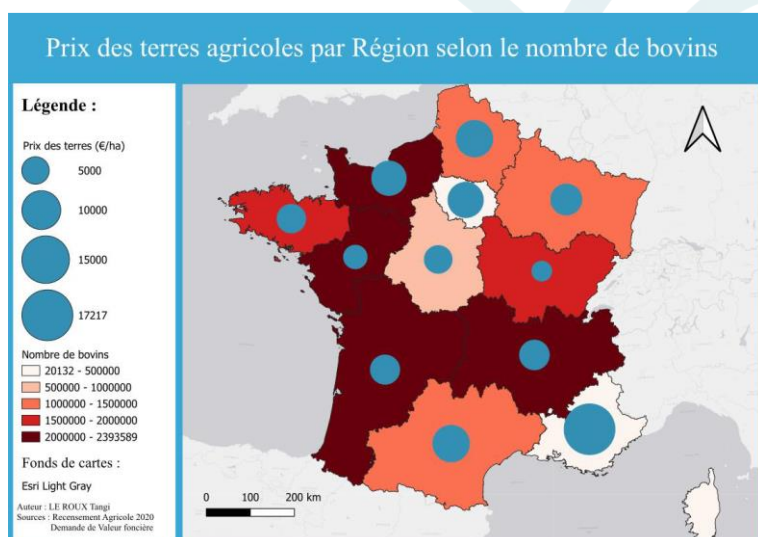 Prix des terres agricoles par Région selon le nombre de bovins
Légende :
Prix des terres (€/ha)
5000
10000
15000
17217
Nombre de bovins
20132 - 500000
500000 - 1000000
1000000 - 1500000
1500000 - 2000000
2000000 - 2393589
Fonds de cartes :
Esri Light Gray
Auteur : LE ROUX Tangi
Sources : Recensement Agricole 2020
Demande de Valeur foncière
0 100 200 km